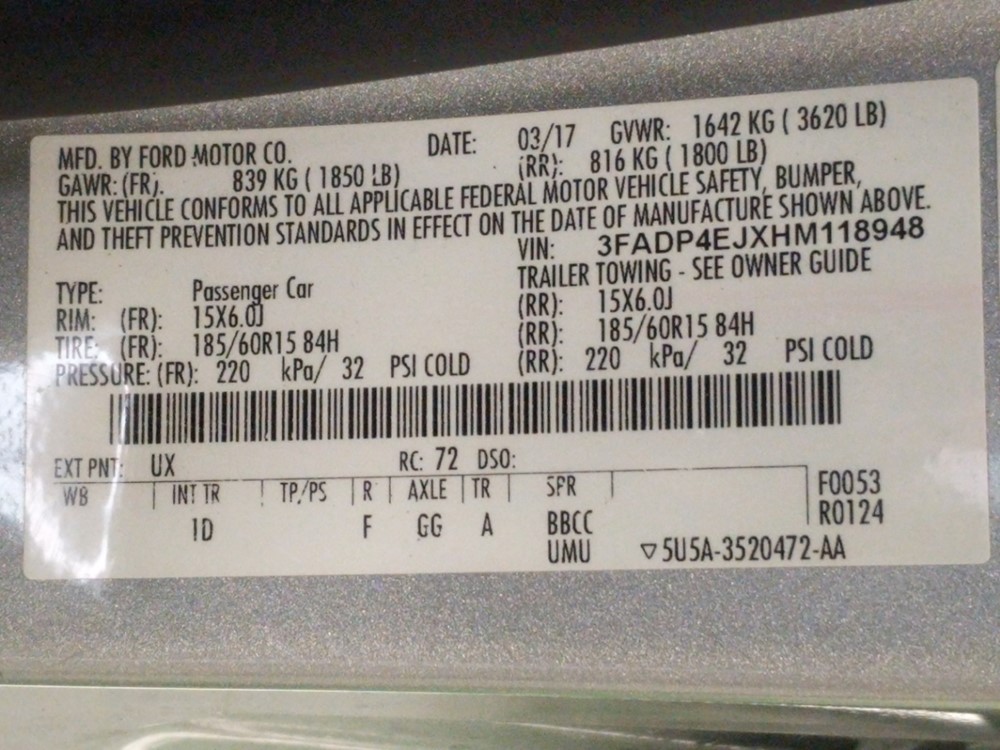 MFD. BY FORD MOTOR CO. DATE: 03/17 GVWR: 1642 KG ( 3620 LB)
GAWR: (FR). 839 KG ( 1850 LB) (RR): 816 KG ( 1800 LB)
THIS VEHICLE CONFORMS TO ALL APPLICABLE FEDERAL MOTOR VEHICLE SAFETY, BUMPER,
AND THEFT PREVENTION STANDARDS IN EFFECT ON THE DATE OF MANUFACTURE SHOWN ABOVE.
VIN: 3FADP4EJXHM118948
TYPE: Passenger Car TRAILER TOWING - SEE OWNER GUIDE
RIM: (FR): 15X6.0J (RR): 15X6.0J
TIRE: (FR): 185/60R15 84H (RR): 185/60R15 84H
PRESSURE: (FR): 220 kPa/ 32 PSI COLD (RR): 220 kPa/ 32 PSI COLD
EXT PNT: UX RC: 72 DSO:
WB | INT TR | TP/PS | R | AXLE | TR | SPR | F0053
1D F GG A BBCC R0124
UMU ▽5U5A-3520472-AA